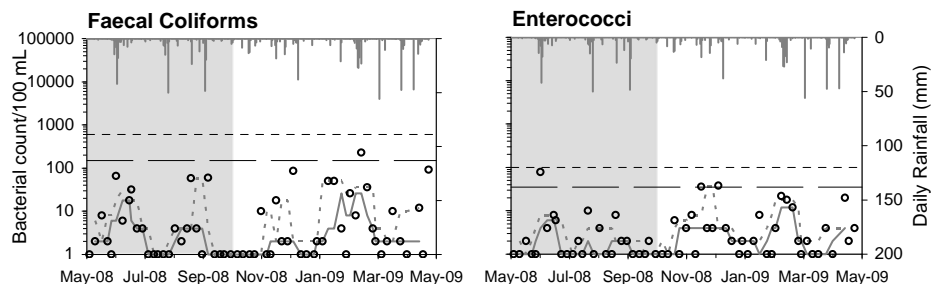 Faecal Coliforms
Enterococci
Bacterial count/100 mL
100000
10000
1000
100
10
1
May-08 Jul-08 Sep-08 Nov-08 Jan-09 Mar-09 May-09
May-08 Jul-08 Sep-08 Nov-08 Jan-09 Mar-09 May-09
0
50
100
150
200
Daily Rainfall (mm)